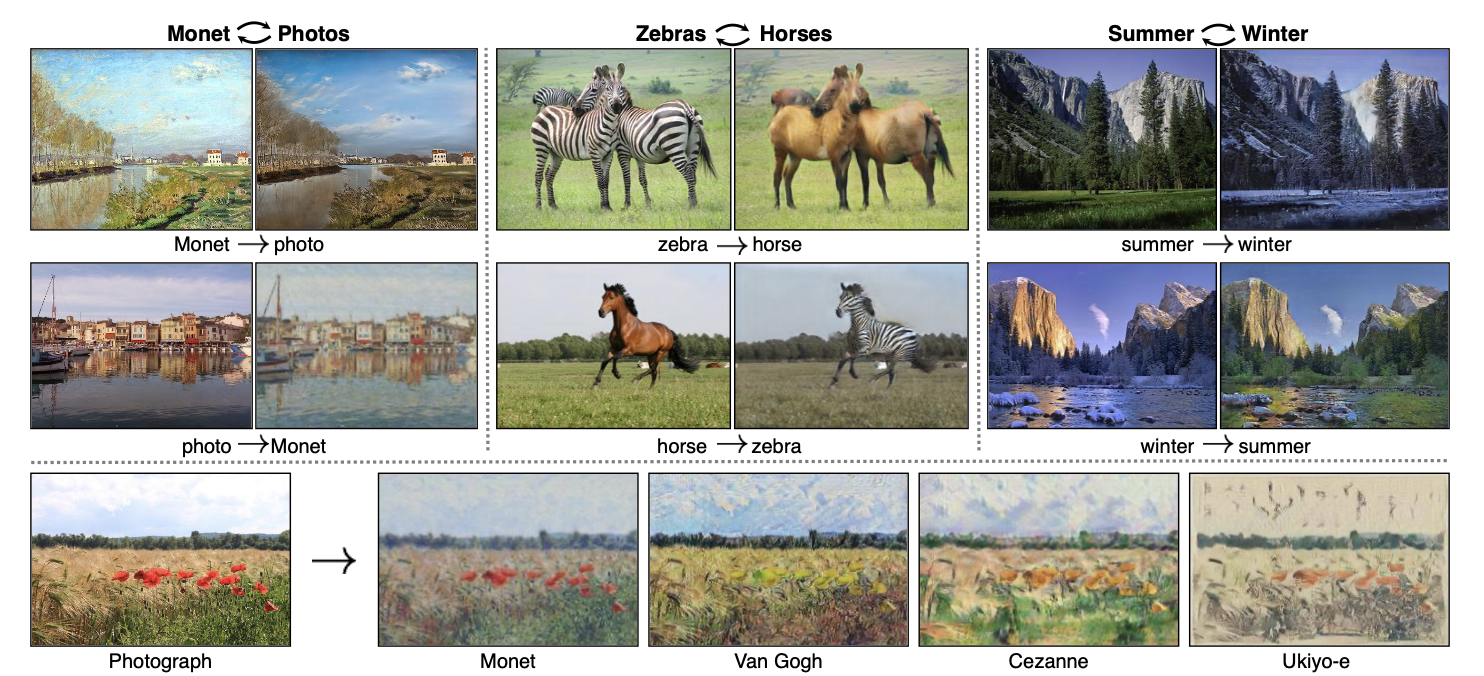 Monet ⇄ Photos
Zebras ⇄ Horses
Summer ⇄ Winter
Monet → photo
zebra → horse
summer → winter
photo → Monet
horse → zebra
winter → summer
Photograph → Monet Van Gogh Cezanne Ukiyo-e